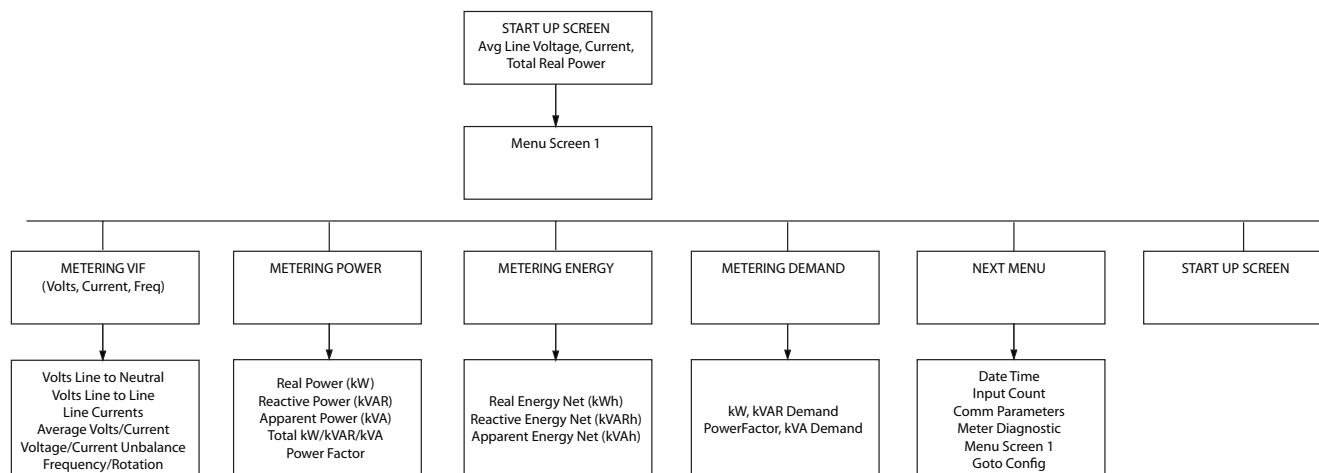 START UP SCREEN
Avg Line Voltage, Current,
Total Real Power
Menu Screen 1
METERING VIF
(Volts, Current, Freq)
METERING POWER
METERING ENERGY
METERING DEMAND
NEXT MENU
START UP SCREEN
Volts Line to Neutral
Volts Line to Line
Line Currents
Average Volts/Current
Voltage/Current Unbalance
Frequency/Rotation
Real Power (kW)
Reactive Power (kVAR)
Apparent Power (kVA)
Total kW/kVAR/kVA
Power Factor
Real Energy Net (kWh)
Reactive Energy Net (kVARh)
Apparent Energy Net (kVAh)
kW, kVAR Demand
PowerFactor, kVA Demand
Date Time
Input Count
Comm Parameters
Meter Diagnostic
Menu Screen 1
Goto Config